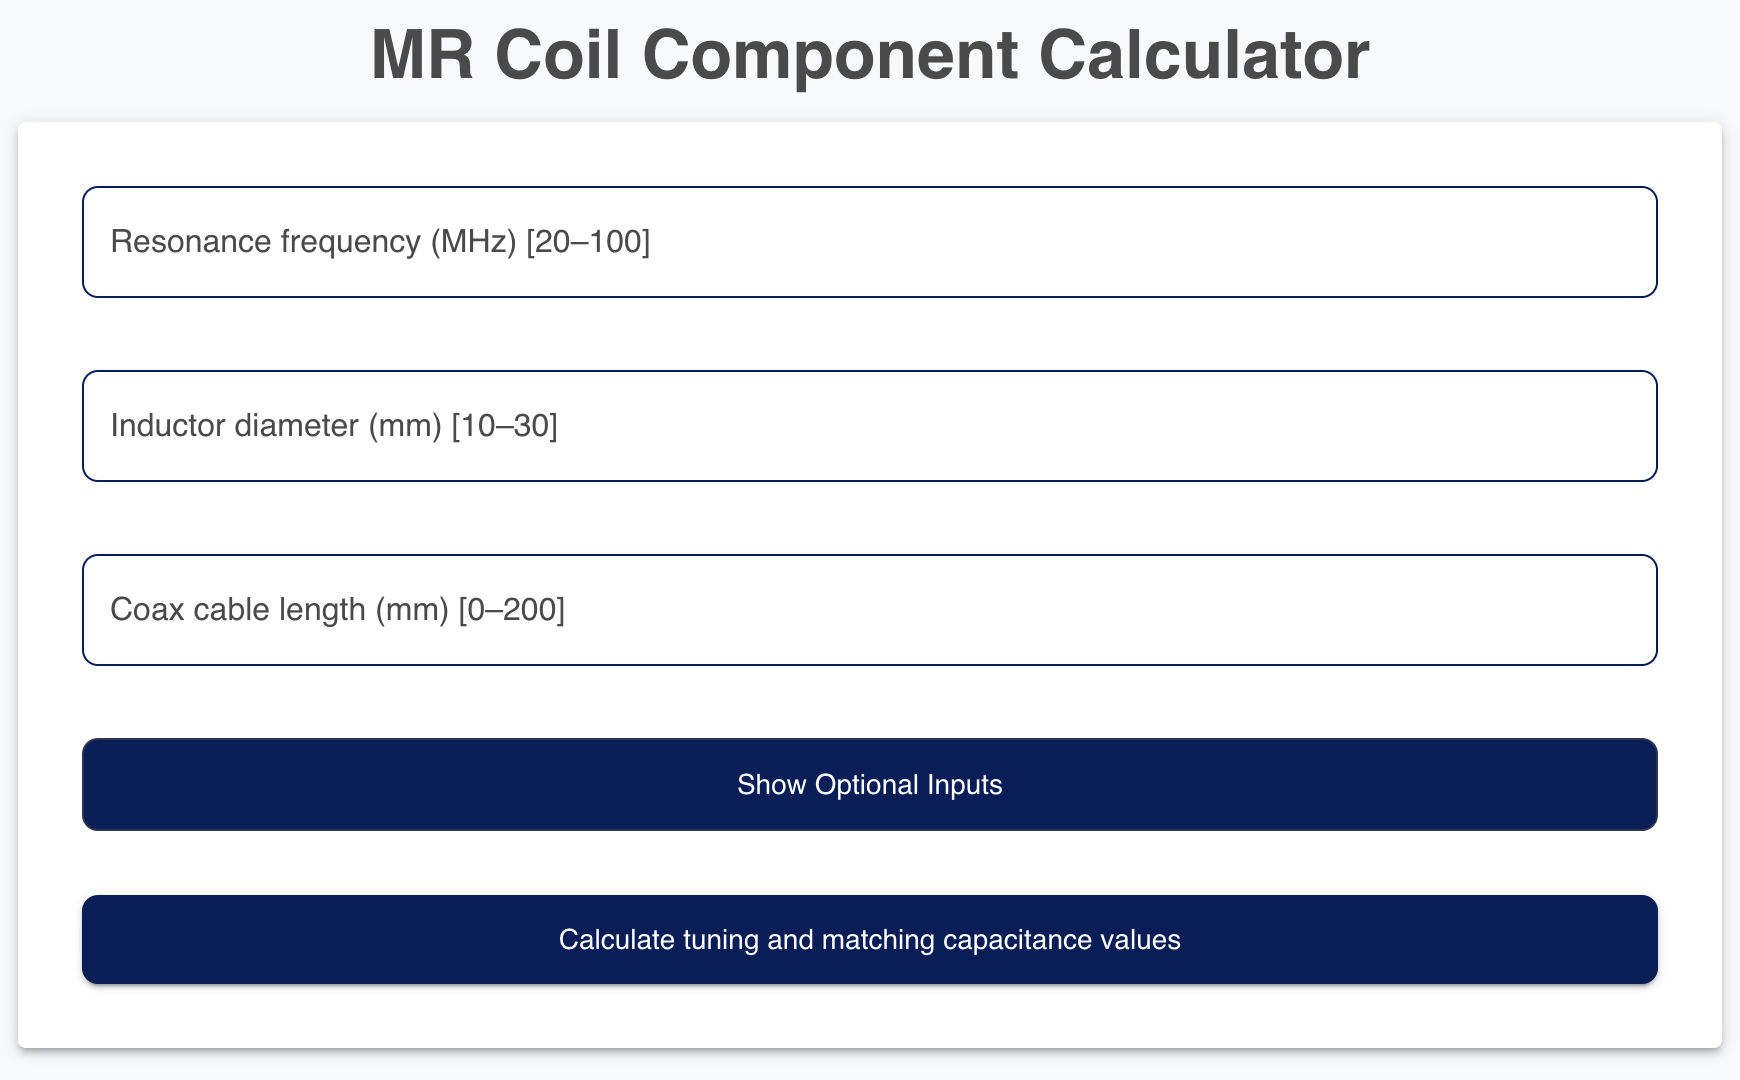 MR Coil Component Calculator
Resonance frequency (MHz) [20–100]
Inductor diameter (mm) [10–30]
Coax cable length (mm) [0–200]
Show Optional Inputs
Calculate tuning and matching capacitance values